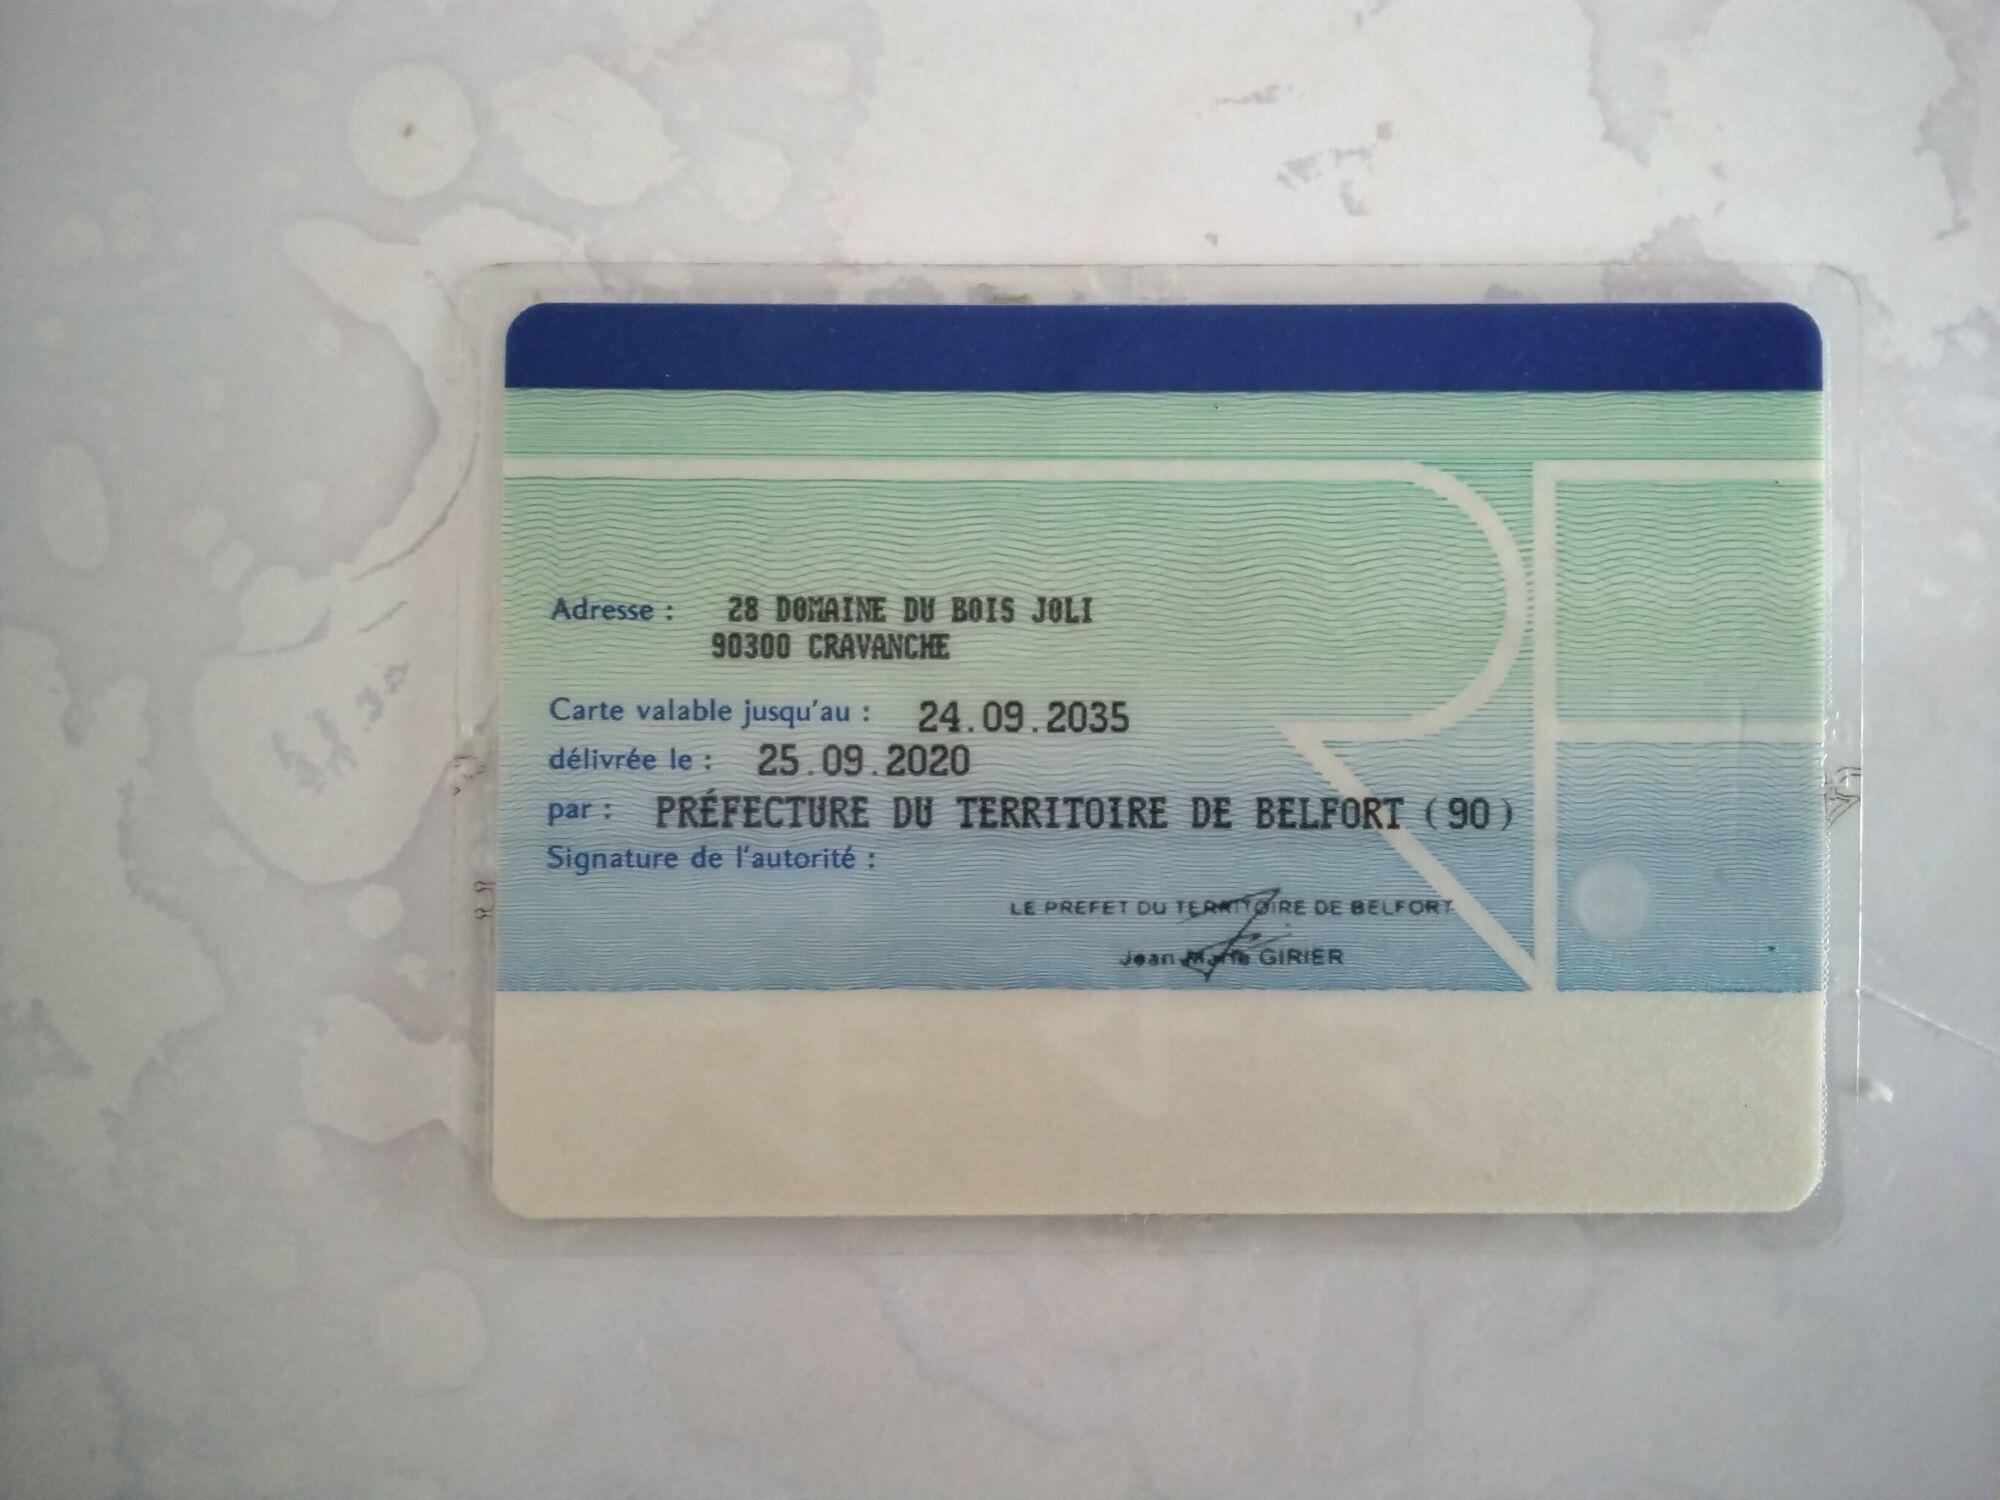 Adresse : 28 DOMAINE DU BOIS JOLI
90300 CRAVANCHE
Carte valable jusqu'au : 24.09.2035
délivrée le : 25.09.2020
par : PRÉFECTURE DU TERRITOIRE DE BELFORT (90)
Signature de l'autorité :
LE PREFET DU TERRITOIRE DE BELFORT
Jean Marie GIRIER
RF